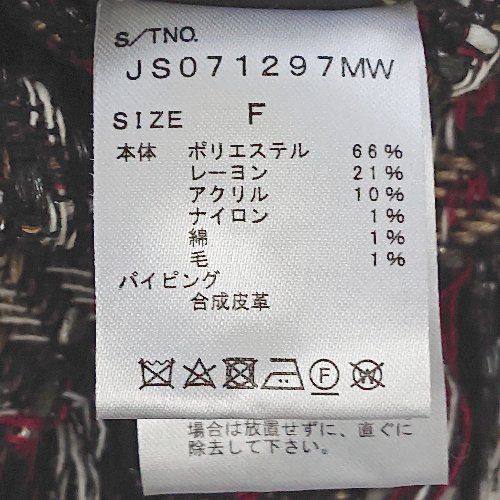 S/TNO.
JS071297MW
SIZE F
本体 ポリエステル 66%
レーヨン 21%
アクリル 10%
ナイロン 1%
綿 1%
毛 1%
パイピング
合成皮革
F W
場合は放置せずに、直ぐに
除去して下さい。